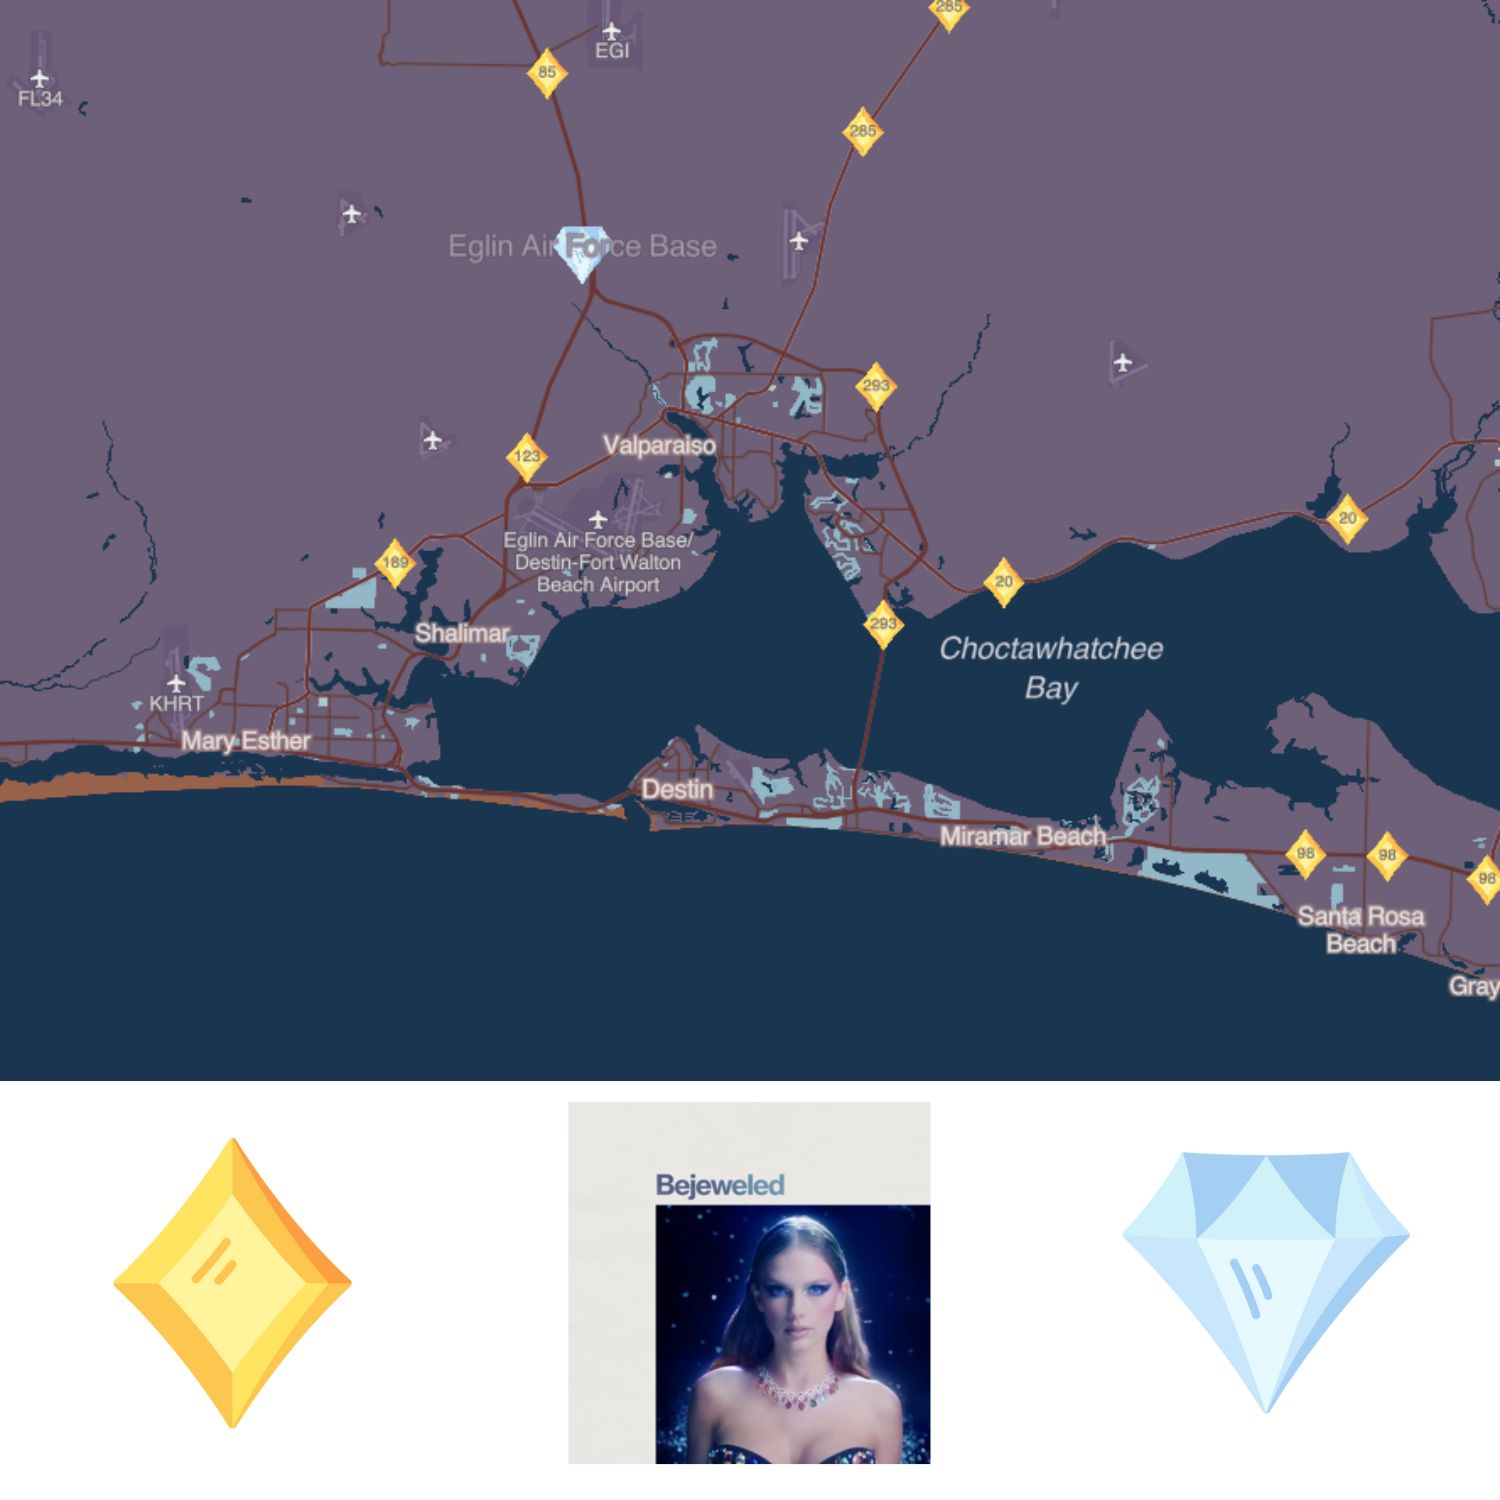 285
EGI
85
FL34
285
Eglin Air Force Base
293
Valparaiso
123
20
Eglin Air Force Base/
Destin-Fort Walton
Beach Airport
189
20
293
Shalimar
Choctawhatchee
Bay
KHRT
Mary Esther
Destin
Miramar Beach
98
98
98
Santa Rosa
Beach
Gray
Bejeweled